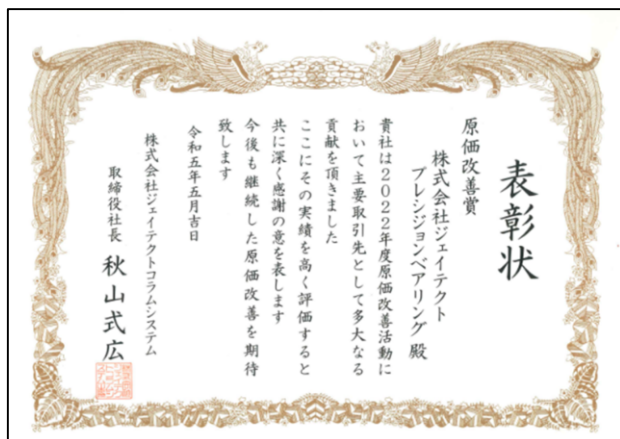 表彰状
原価改善賞
株式会社ジェイテクト
プレシジョンベアリング 殿
貴社は2022年度原価改善活動に
おいて主要取引先として多大なる
貢献を頂きました
ここにその実績を高く評価すると
共に深く感謝の意を表します
今後も継続した原価改善を期待
致します
令和五年五月吉日
株式会社ジェイテクトコラムシステム
取締役社長 秋山式広